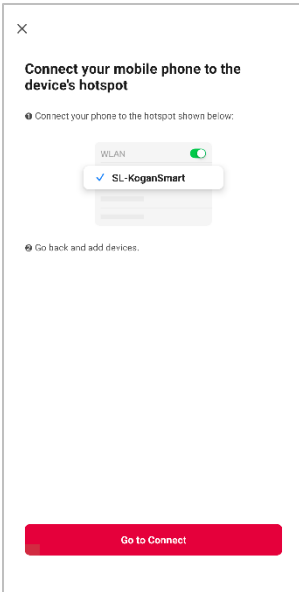 Connect your mobile phone to the
device's hotspot
❶ Connect your phone to the hotspot shown below:
WLAN
SL-KoganSmart
❷ Go back and add devices.
Go to Connect